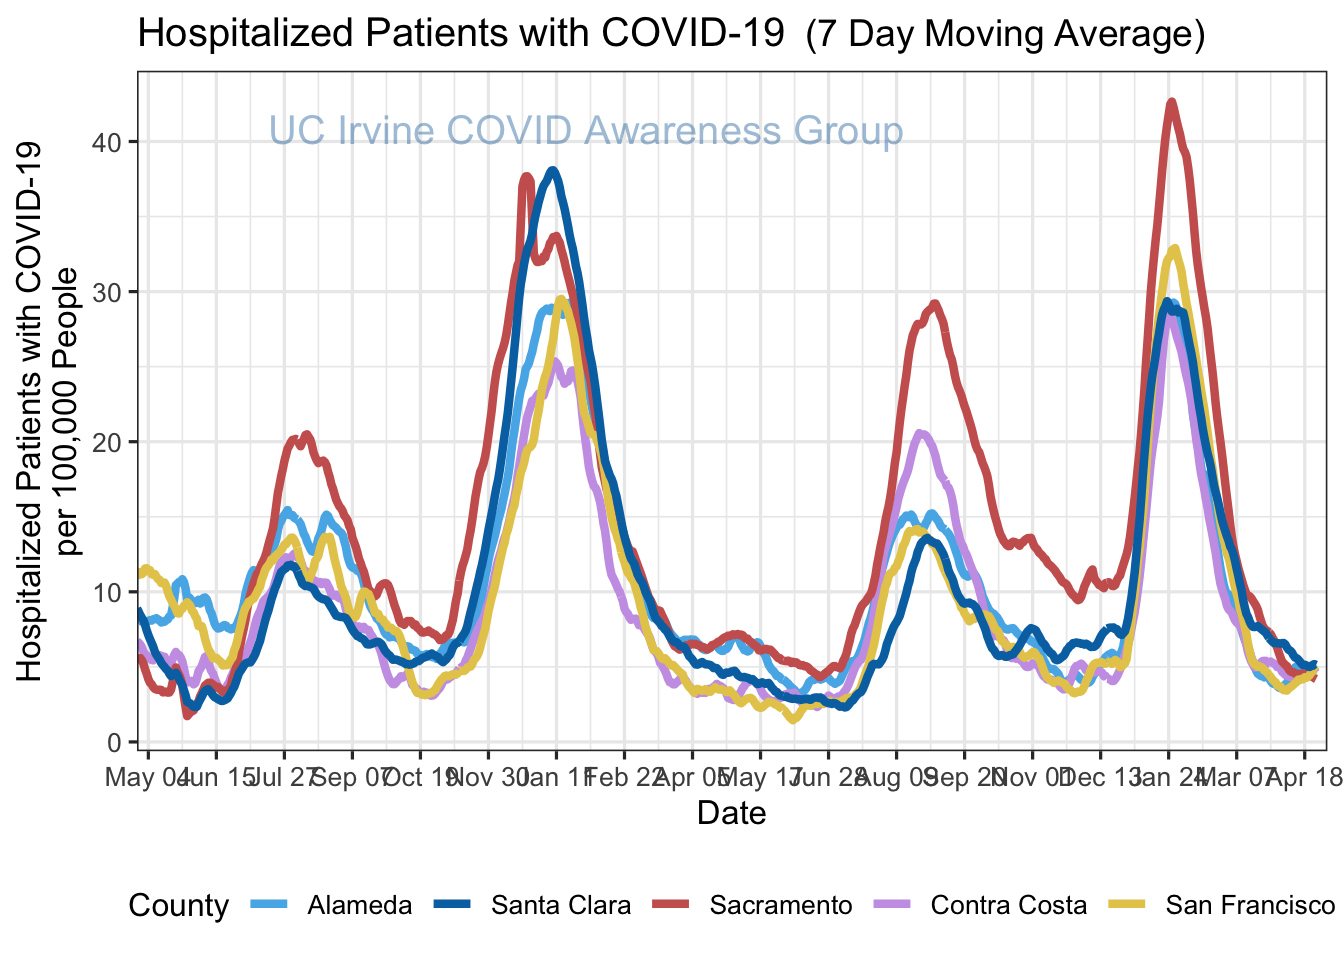 Hospitalized Patients with COVID-19 (7 Day Moving Average)
Hospitalized Patients with COVID-19
per 100,000 People
UC Irvine COVID Awareness Group
40
30
20
10
0
May 04 Jun 15 Jul 27 Sep 07 Oct 19 Nov 30 Jan 11 Feb 22 Apr 05 May 17 Jun 28 Aug 09 Sep 20 Nov 01 Dec 13 Jan 24 Mar 07 Apr 18
Date
County Alameda Santa Clara Sacramento Contra Costa San Francisco